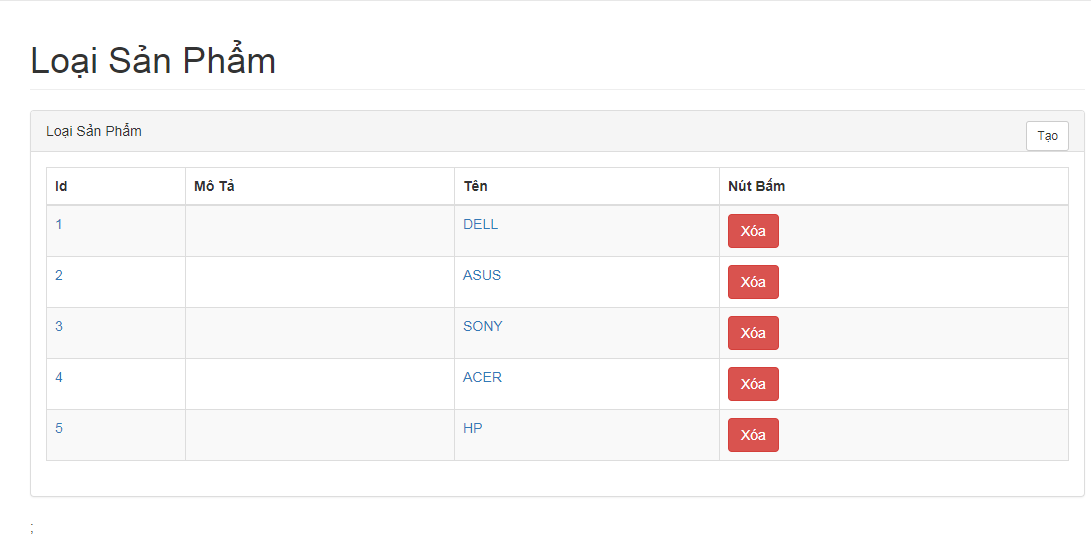 Loại Sản Phẩm
Loại Sản Phẩm Tạo
Id Mô Tả Tên Nút Bấm
1 DELL Xóa
2 ASUS Xóa
3 SONY Xóa
4 ACER Xóa
5 HP Xóa
;